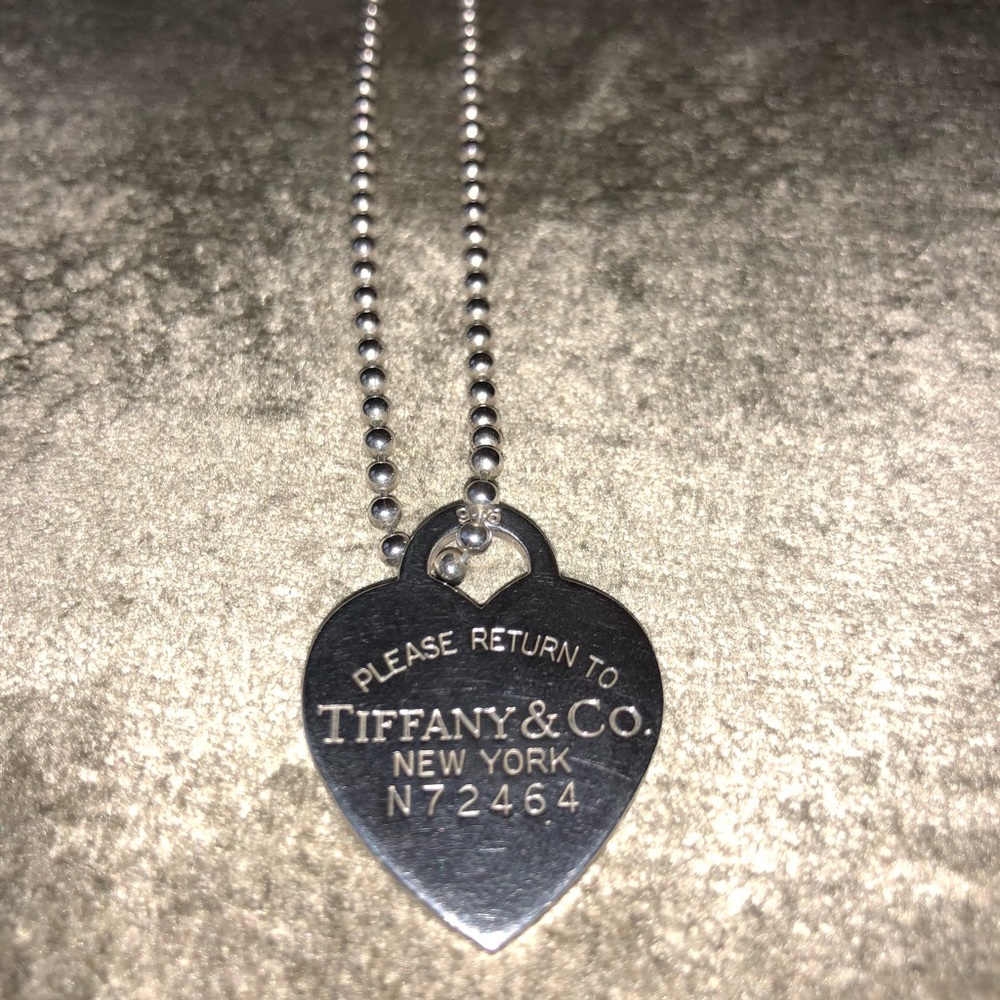 PLEASE RETURN TO
TIFFANY & CO.
NEW YORK
N72464